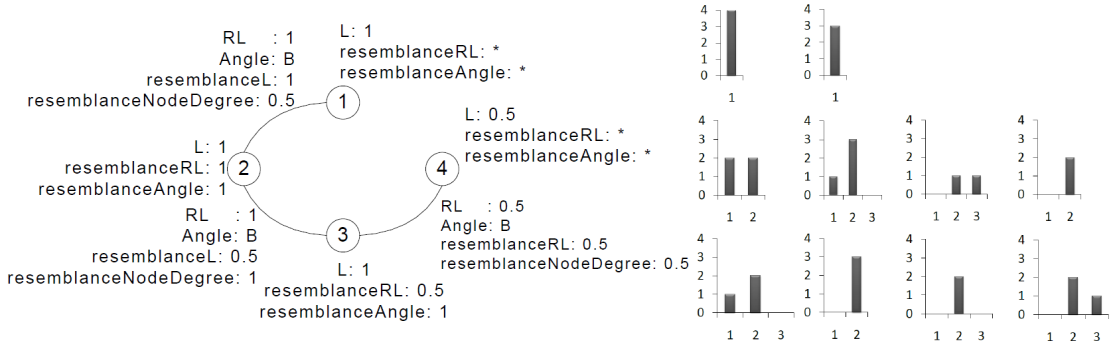 RL : 1
Angle: B
resemblanceL: 1
resemblanceNodeDegree: 0.5
L: 1
resemblanceRL: *
resemblanceAngle: *
1
L: 0.5
resemblanceRL: *
resemblanceAngle: *
4
L: 1
resemblanceRL: 1
resemblanceAngle: 1
2
RL : 1
Angle: B
resemblanceL: 0.5
resemblanceNodeDegree: 1
3
L: 1
resemblanceRL: 0.5
resemblanceAngle: 1
RL : 0.5
Angle: B
resemblanceRL: 0.5
resemblanceNodeDegree: 0.5
4
3
2
1
0
1
4
3
2
1
0
1
4
3
2
1
0
1 2
4
3
2
1
0
1 2 3
4
3
2
1
0
1 2 3
4
3
2
1
0
1 2
4
3
2
1
0
1 2 3
4
3
2
1
0
1 2
4
3
2
1
0
1 2 3
4
3
2
1
0
1 2 3